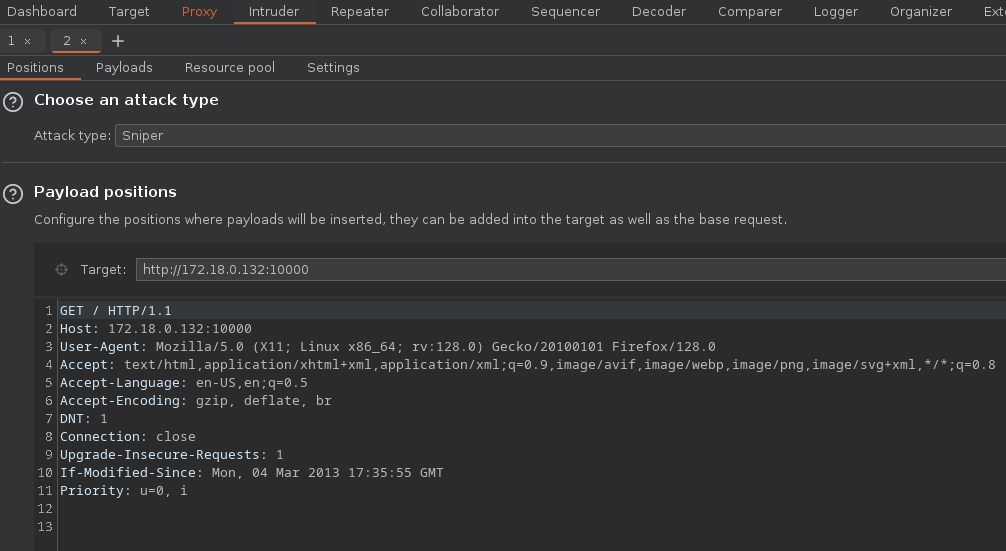 Dashboard Target Proxy Intruder Repeater Collaborator Sequencer Decoder Comparer Logger Organizer Ext
1 × 2 × +
Positions Payloads Resource pool Settings
? Choose an attack type
Attack type: Sniper
? Payload positions
Configure the positions where payloads will be inserted, they can be added into the target as well as the base request.
Target: http://172.18.0.132:10000
1 GET / HTTP/1.1
2 Host: 172.18.0.132:10000
3 User-Agent: Mozilla/5.0 (X11; Linux x86_64; rv:128.0) Gecko/20100101 Firefox/128.0
4 Accept: text/html,application/xhtml+xml,application/xml;q=0.9,image/avif,image/webp,image/png,image/svg+xml,*/*;q=0.8
5 Accept-Language: en-US,en;q=0.5
6 Accept-Encoding: gzip, deflate, br
7 DNT: 1
8 Connection: close
9 Upgrade-Insecure-Requests: 1
10 If-Modified-Since: Mon, 04 Mar 2013 17:35:55 GMT
11 Priority: u=0, i
12
13